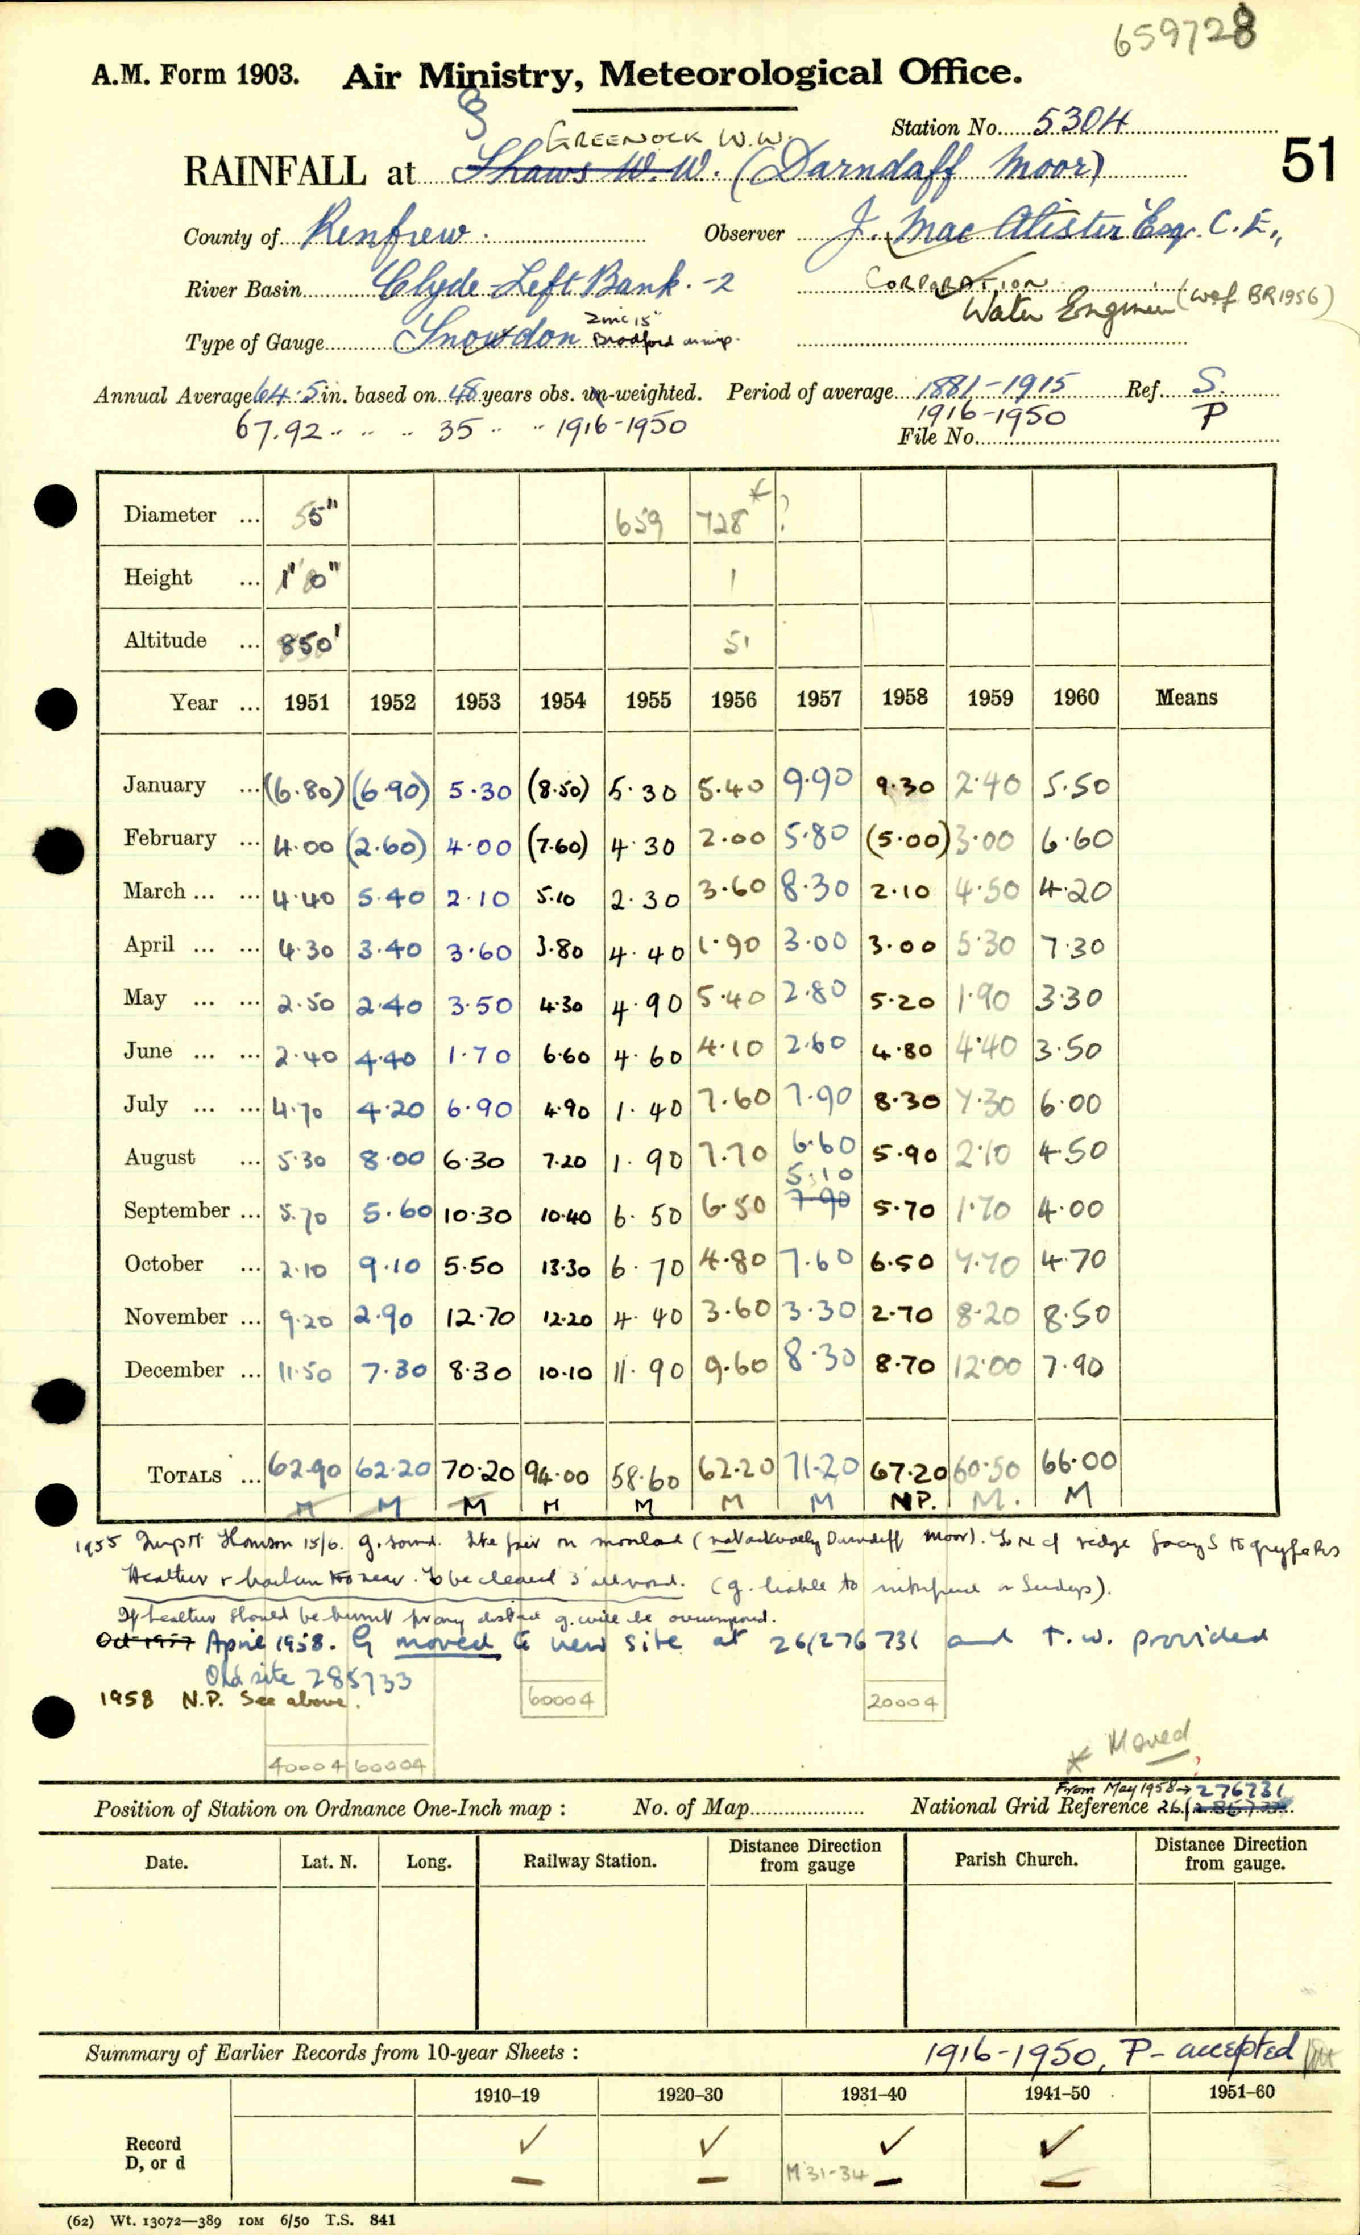 659728
A.M. Form 1903. Air Ministry, Meteorological Office.
Station No. 5304
GREENOCK W.W.
RAINFALL at Shaws W.W. (Darndaff Moor)
51
County of Renfrew. Observer J. MacAlister Esq. C.E.,
River Basin Clyde-Left Bank.-2 CORPORATION
Water Engineer (wef BR1956)
Type of Gauge Snowdon Zinc 15" Bradford
Annual Average 64.5 in. based on 48 years obs. un-weighted. Period of average 1881-1915 Ref. S.
67.92 " " " 35 " " 1916-1950 1916-1950 P
File No.
Diameter ... 5" 659 728 * ?
Height ... 1' 0" 1
Altitude ... 850' 51
Year ... 1951 1952 1953 1954 1955 1956 1957 1958 1959 1960 Means
January ... (6.80) (6.90) 5.30 (8.50) 5.30 5.40 9.90 9.30 2.40 5.50
February ... 4.00 (2.60) 4.00 (7.60) 4.30 2.00 5.80 (5.00) 3.00 6.60
March ... ... 4.40 5.40 2.10 5.10 2.30 3.60 8.30 2.10 4.50 4.20
April ... ... 4.30 3.40 3.60 3.80 4.40 1.90 3.00 3.00 5.30 7.30
May ... ... 2.50 2.40 3.50 4.30 4.90 5.40 2.80 5.20 1.90 3.30
June ... ... 2.40 4.40 1.70 6.60 4.60 4.10 2.60 4.80 4.40 3.50
July ... ... 4.70 4.20 6.90 4.90 1.40 7.60 7.90 8.30 7.30 6.00
August ... 5.30 8.00 6.30 7.20 1.90 7.70 6.60 5.90 2.10 4.50
5.10
September ... 5.70 5.60 10.30 10.40 6.50 6.50 7.90 5.70 1.70 4.00
October ... 2.10 9.10 5.50 13.30 6.70 4.80 7.60 6.50 7.70 4.70
November ... 9.20 2.90 12.70 12.20 4.40 3.60 3.30 2.70 8.20 8.50
December ... 11.50 7.30 8.30 10.10 11.90 9.60 8.30 8.70 12.00 7.90
TOTALS ... 62.90 62.20 70.20 94.00 58.60 62.20 71.20 67.20 60.50 66.00
M M M M M M M NP. M. M
1955 Insp Thomson 15/6. g. sound. Site fair on moorland (not actually Darndaff Moor). To N of ridge
Heather & bracken too near. To be cleared 3' all round. (g. liable to interference on Sundays).
If heather should be burnt for any distance g. will be overexposed.
Oct 1957 April 1958. G moved to new site at 26/276 731 and t.w. provided
Old site 285733
1958 N.P. See above.
60004 20004
40004 60004
* Moved
?
From May 1958 → 276731
Position of Station on Ordnance One-Inch map : No. of Map National Grid Reference 26/
Date. Lat. N. Long. Railway Station. Distance Direction from gauge Parish Church. Distance Direction from gauge.
Summary of Earlier Records from 10-year Sheets : 1916-1950, P- accepted
1910–19 1920–30 1931–40 1941–50 1951–60
Record D, or d ✓ ✓ ✓ ✓
M 31-34
(62) Wt. 13072—389 10M 6/50 T.S. 841